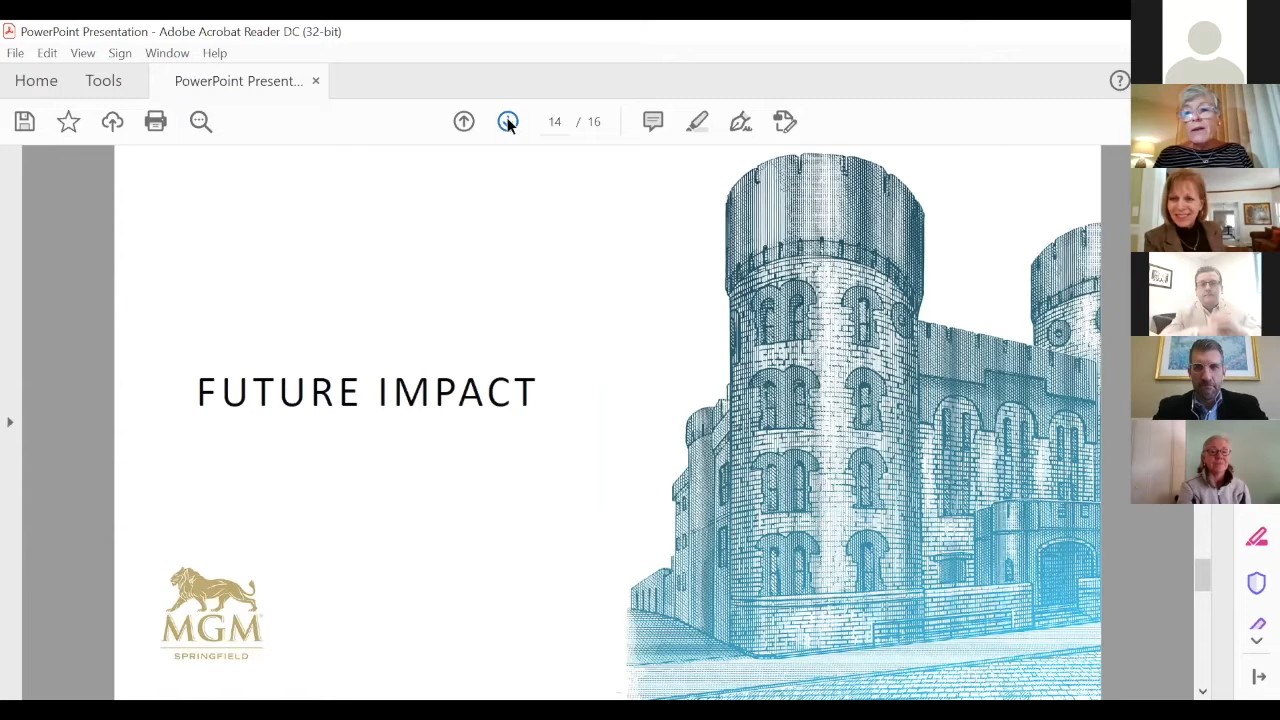 PowerPoint Presentation - Adobe Acrobat Reader DC (32-bit)
File Edit View Sign Window Help
Home Tools PowerPoint Present... ×
14 / 16
FUTURE IMPACT
MGM
SPRINGFIELD